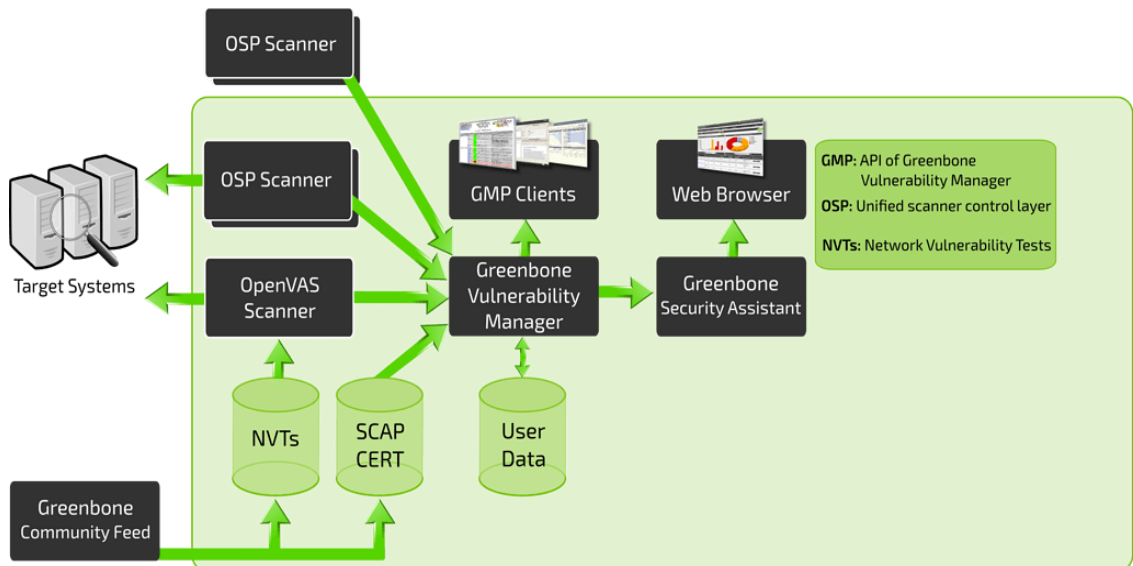 OSP Scanner
OSP Scanner
GMP Clients
Web Browser
GMP: API of Greenbone
Vulnerability Manager
OSP: Unified scanner control layer
NVTs: Network Vulnerability Tests
Target Systems
OpenVAS
Scanner
Greenbone
Vulnerability
Manager
Greenbone
Security Assistant
NVTs
SCAP
CERT
User
Data
Greenbone
Community Feed